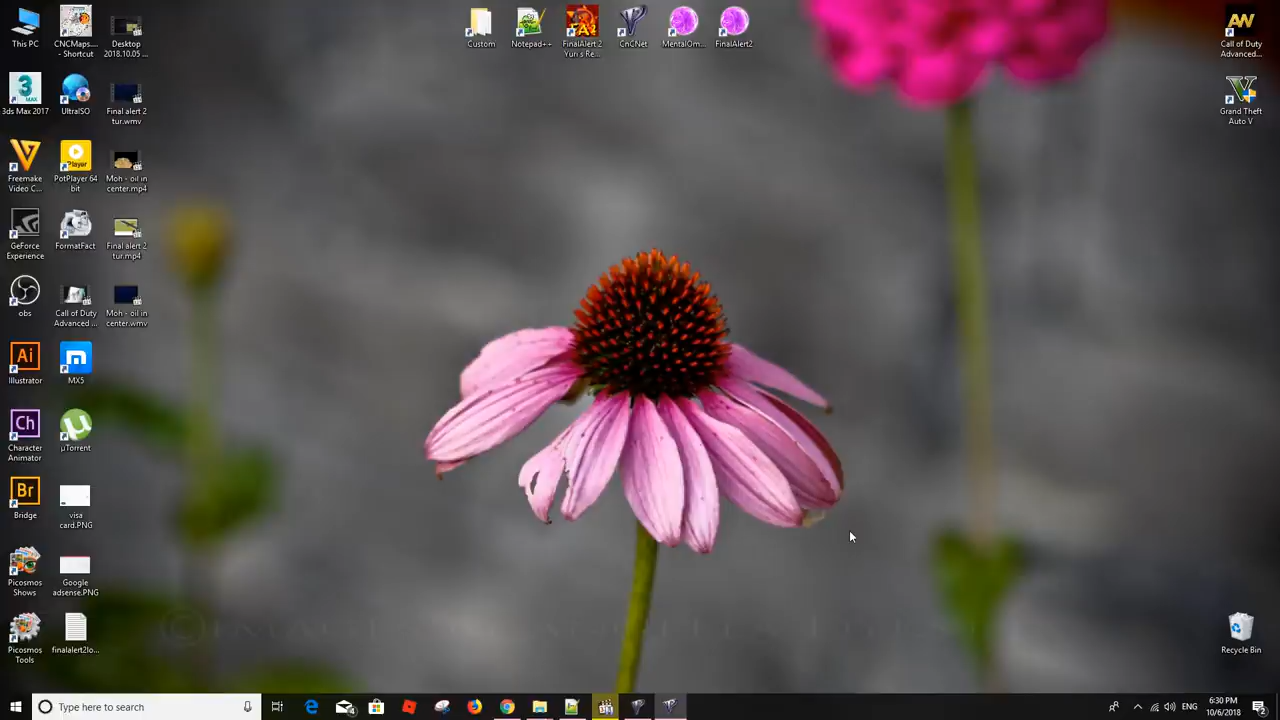 This PC
CNCMaps....
- Shortcut
Desktop
2018.10.05 ...
Custom
Notepad++
FinalAlert 2
Yuri's Re...
CnCNet
MentalOm...
FinalAlert2
Call of Duty
Advanced...
3ds Max 2017
UltraISO
Final alert 2
tur.wmv
Grand Theft
Auto V
Freemake
Video C...
PotPlayer 64
bit
Moh - oil in
center.mp4
GeForce
Experience
FormatFact
Final alert 2
tur.mp4
obs
Call of Duty
Advanced ...
Moh - oil in
center.wmv
Illustrator
MX5
Character
Animator
µTorrent
Bridge
visa
card.PNG
Picosmos
Shows
Google
adsense.PNG
Picosmos
Tools
finalalert2lo...
Recycle Bin
Type here to search
ENG
6:30 PM
10/6/2018